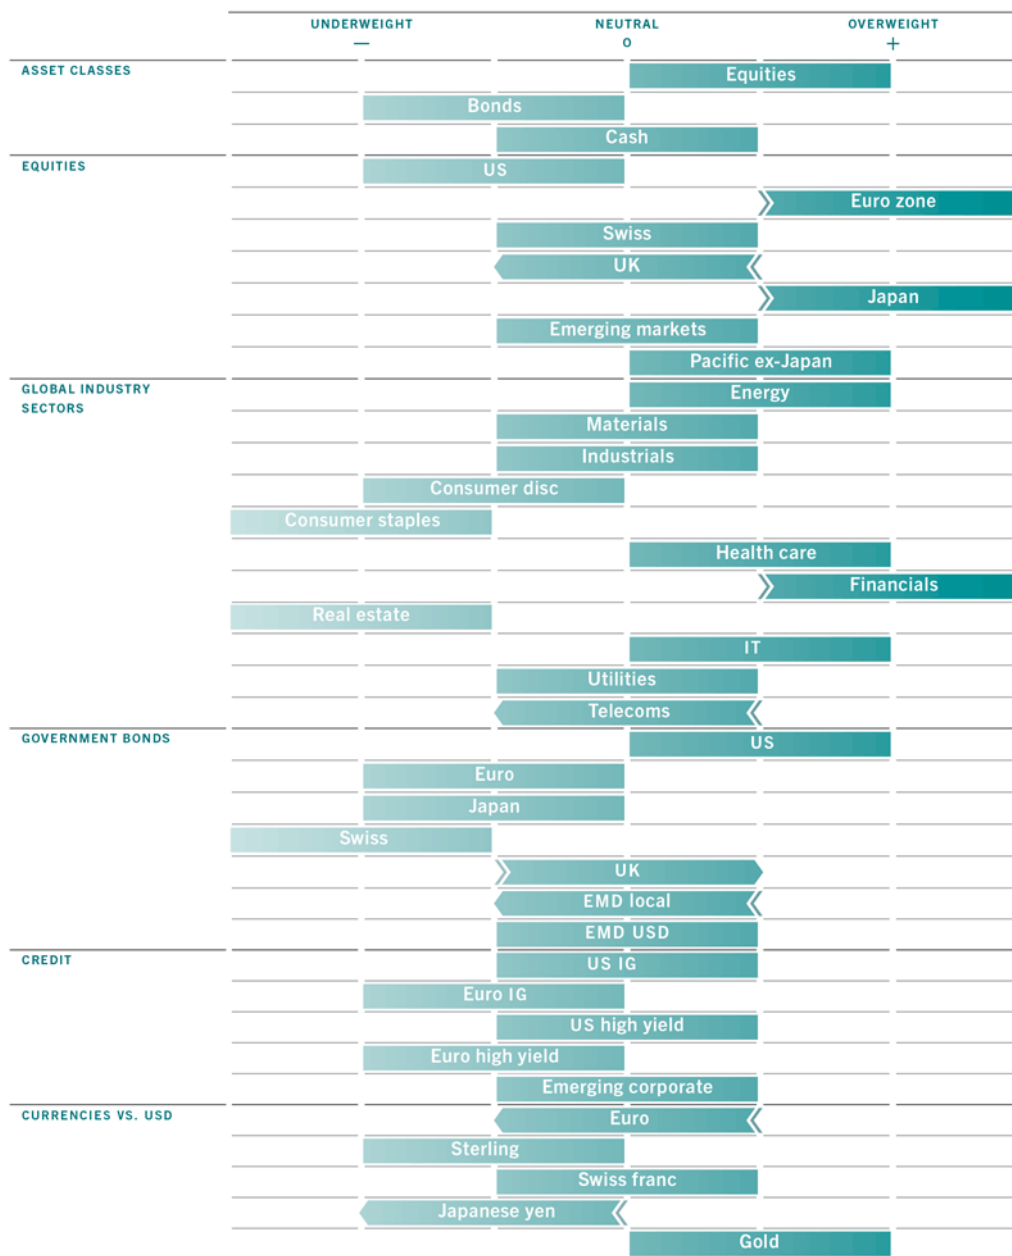 UNDERWEIGHT NEUTRAL OVERWEIGHT
— o +
ASSET CLASSES Equities
Bonds
Cash
EQUITIES US
Euro zone
Swiss
UK
Japan
Emerging markets
Pacific ex-Japan
GLOBAL INDUSTRY Energy
SECTORS
Materials
Industrials
Consumer disc
Consumer staples
Health care
Financials
Real estate
IT
Utilities
Telecoms
GOVERNMENT BONDS US
Euro
Japan
Swiss
UK
EMD local
EMD USD
CREDIT US IG
Euro IG
US high yield
Euro high yield
Emerging corporate
CURRENCIES VS. USD Euro
Sterling
Swiss franc
Japanese yen
Gold